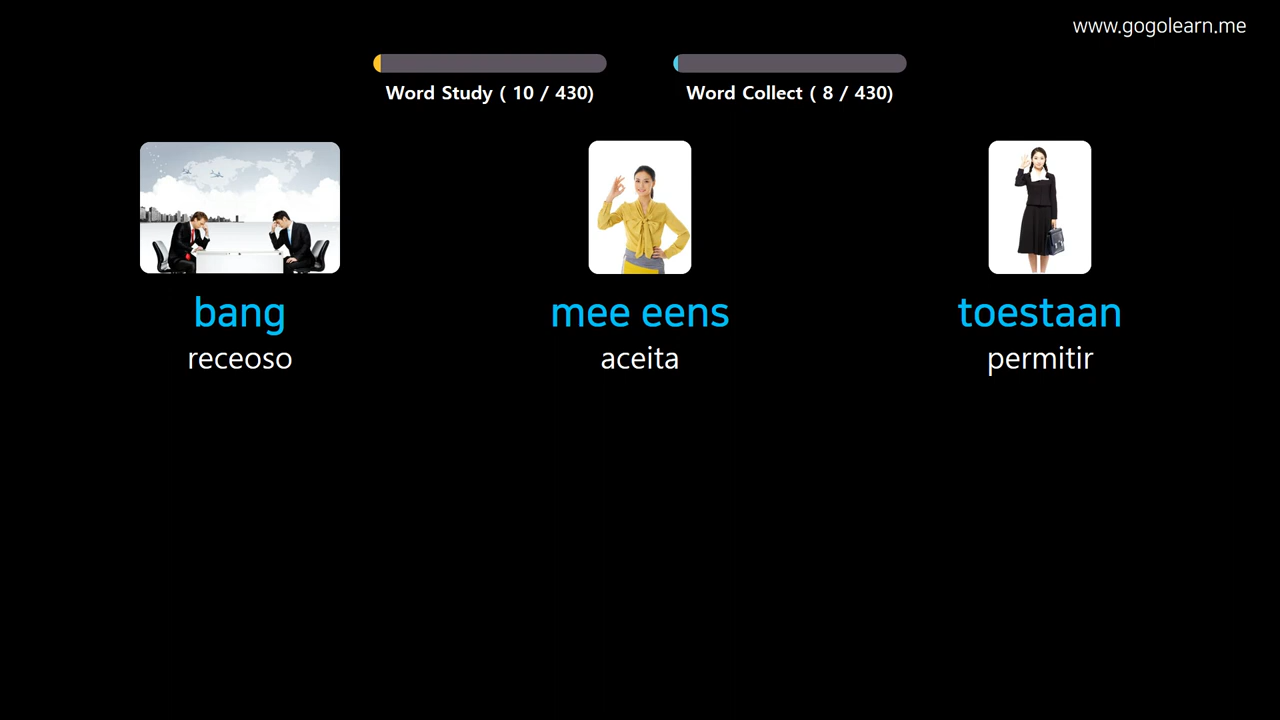 www.gogolearn.me
Word Study ( 10 / 430)
Word Collect ( 8 / 430)
bang
mee eens
toestaan
receoso
aceita
permitir